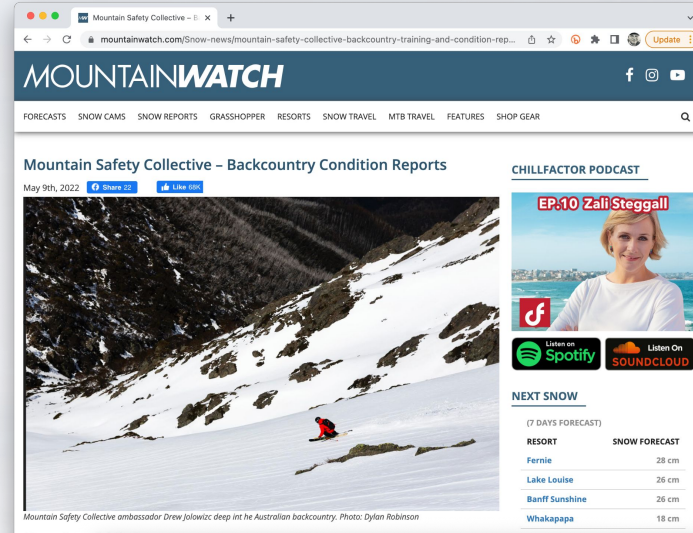 Mountain Safety Collective – B
mountainwatch.com/Snow-news/mountain-safety-collective-backcountry-training-and-condition-rep...
Update
MOUNTAINWATCH
FORECASTS SNOW CAMS SNOW REPORTS GRASSHOPPER RESORTS SNOW TRAVEL MTB TRAVEL FEATURES SHOP GEAR
Mountain Safety Collective – Backcountry Condition Reports
May 9th, 2022 Share 22 Like 68K
Mountain Safety Collective ambassador Drew Jolowizc deep int he Australian backcountry. Photo: Dylan Robinson
CHILLFACTOR PODCAST
EP.10 Zali Steggall
Listen on
Spotify
Listen On
SOUNDCLOUD
NEXT SNOW
(7 DAYS FORECAST)
RESORT SNOW FORECAST
Fernie 28 cm
Lake Louise 26 cm
Banff Sunshine 26 cm
Whakapapa 18 cm